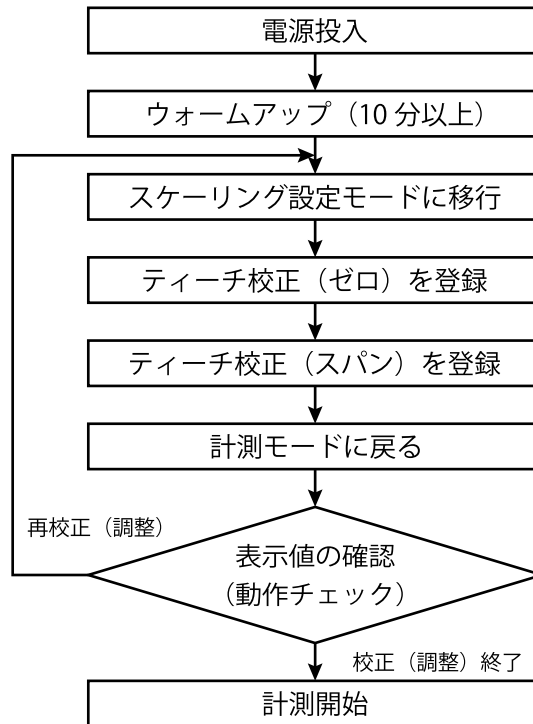 電源投入
ウォームアップ（10 分以上）
スケーリング設定モードに移行
ティーチ校正（ゼロ）を登録
ティーチ校正（スパン）を登録
計測モードに戻る
再校正（調整）
表示値の確認
（動作チェック）
校正（調整）終了
計測開始